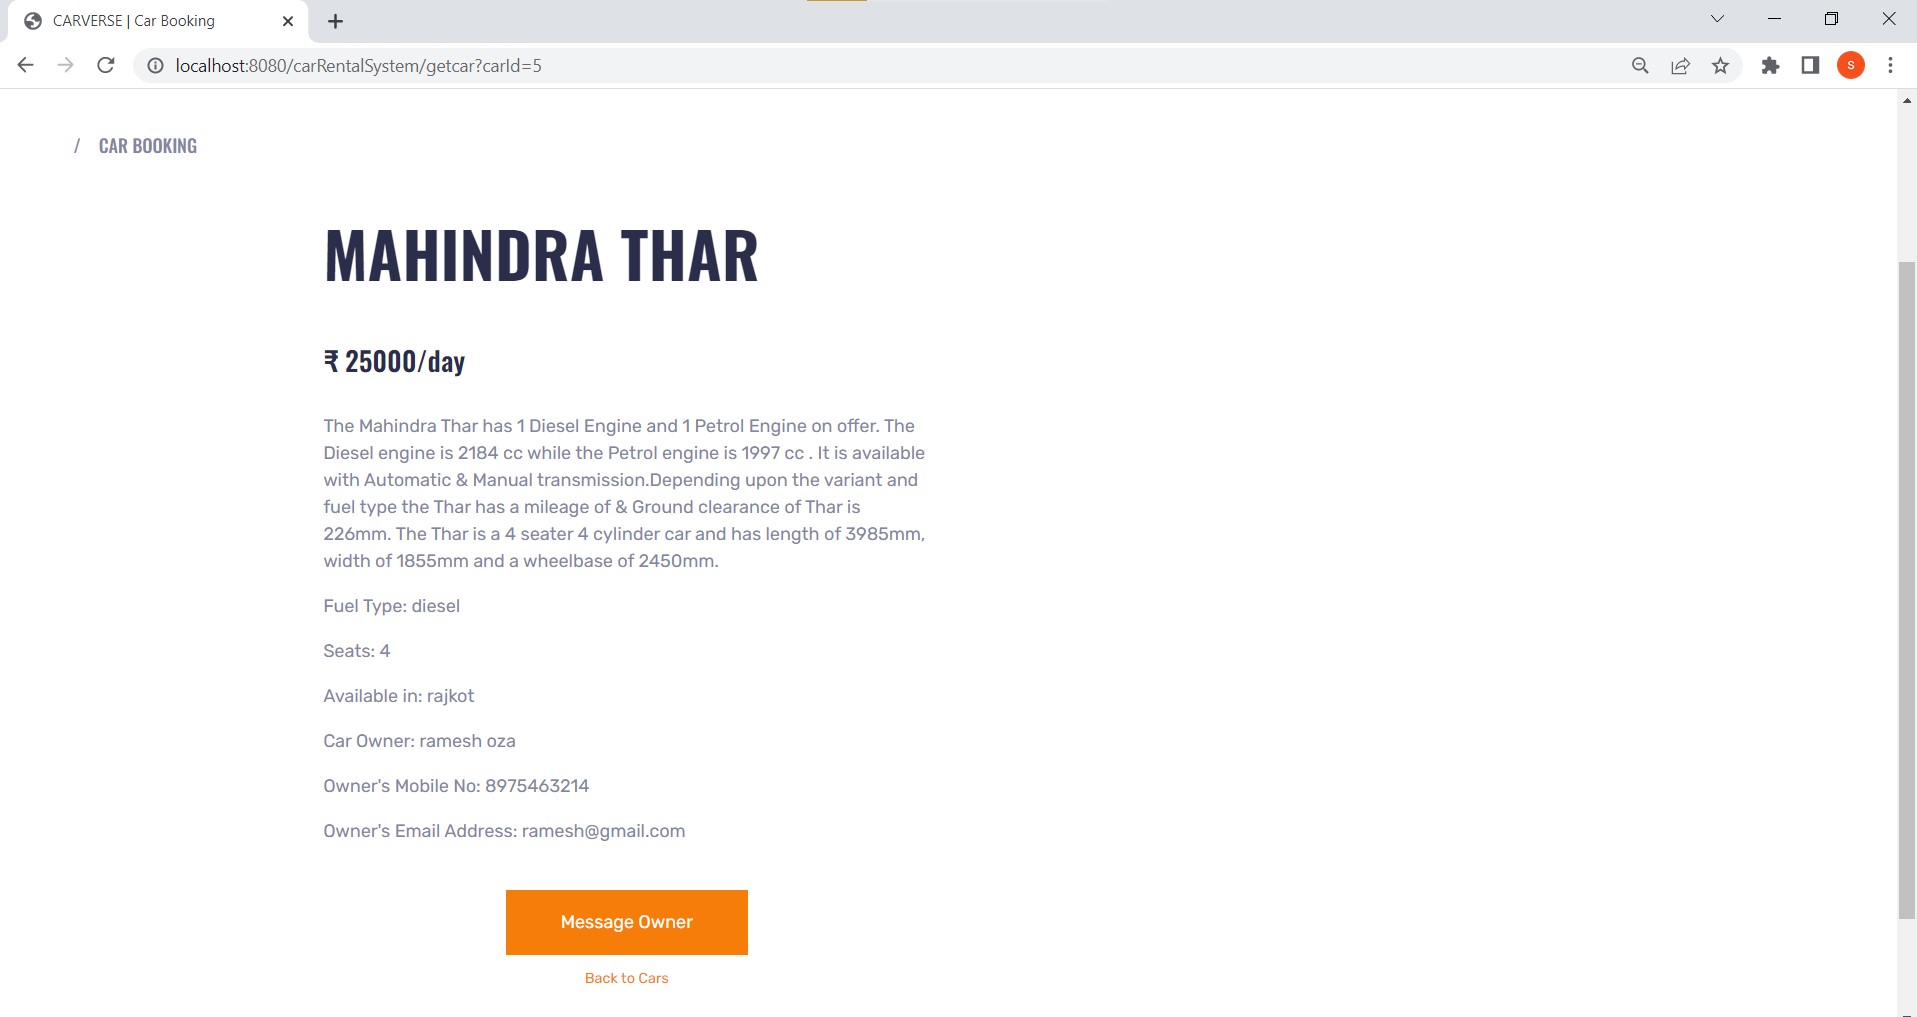 CARVERSE | Car Booking
localhost:8080/carRentalSystem/getcar?carId=5
S
/ CAR BOOKING
MAHINDRA THAR
₹ 25000/day
The Mahindra Thar has 1 Diesel Engine and 1 Petrol Engine on offer. The
Diesel engine is 2184 cc while the Petrol engine is 1997 cc . It is available
with Automatic & Manual transmission.Depending upon the variant and
fuel type the Thar has a mileage of & Ground clearance of Thar is
226mm. The Thar is a 4 seater 4 cylinder car and has length of 3985mm,
width of 1855mm and a wheelbase of 2450mm.
Fuel Type: diesel
Seats: 4
Available in: rajkot
Car Owner: ramesh oza
Owner's Mobile No: 8975463214
Owner's Email Address: ramesh@gmail.com
Message Owner
Back to Cars